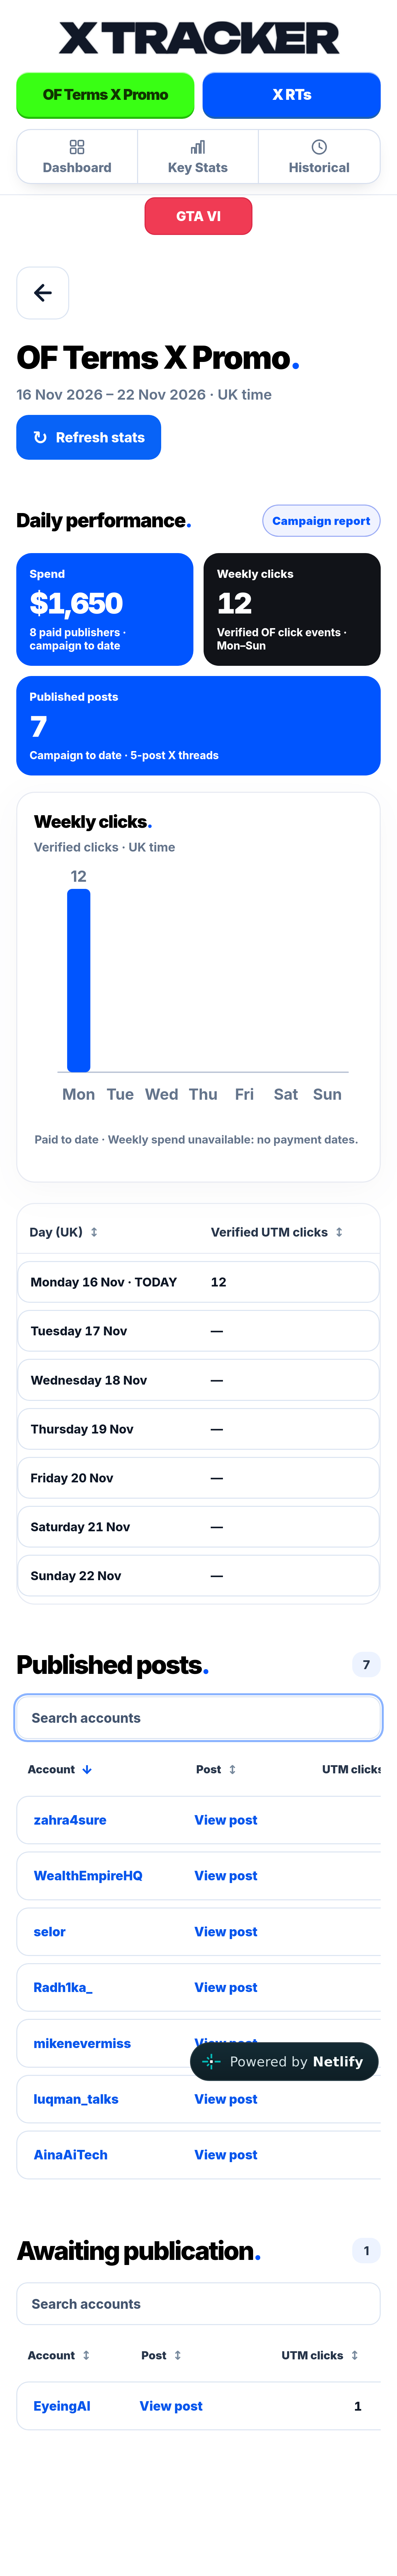 X TRACKER
OF Terms X Promo
X RTs
Dashboard
Key Stats
Historical
GTA VI
←
OF Terms X Promo.
16 Nov 2026 – 22 Nov 2026 · UK time
↻ Refresh stats
Daily performance.
Campaign report
Spend
$1,650
8 paid publishers ·
campaign to date
Weekly clicks
12
Verified OF click events ·
Mon–Sun
Published posts
7
Campaign to date · 5-post X threads
Weekly clicks.
Verified clicks · UK time
12
Mon Tue Wed Thu Fri Sat Sun
Paid to date · Weekly spend unavailable: no payment dates.
Day (UK) ↕ Verified UTM clicks ↕
Monday 16 Nov · TODAY 12
Tuesday 17 Nov —
Wednesday 18 Nov —
Thursday 19 Nov —
Friday 20 Nov —
Saturday 21 Nov —
Sunday 22 Nov —
Published posts.
7
Search accounts
Account ↓ Post ↕ UTM clicks
zahra4sure View post
WealthEmpireHQ View post
selor View post
Radh1ka_ View post
mikenevermiss View post
Powered by Netlify
luqman_talks View post
AinaAiTech View post
Awaiting publication.
1
Search accounts
Account ↕ Post ↕ UTM clicks ↕
EyeingAI View post 1